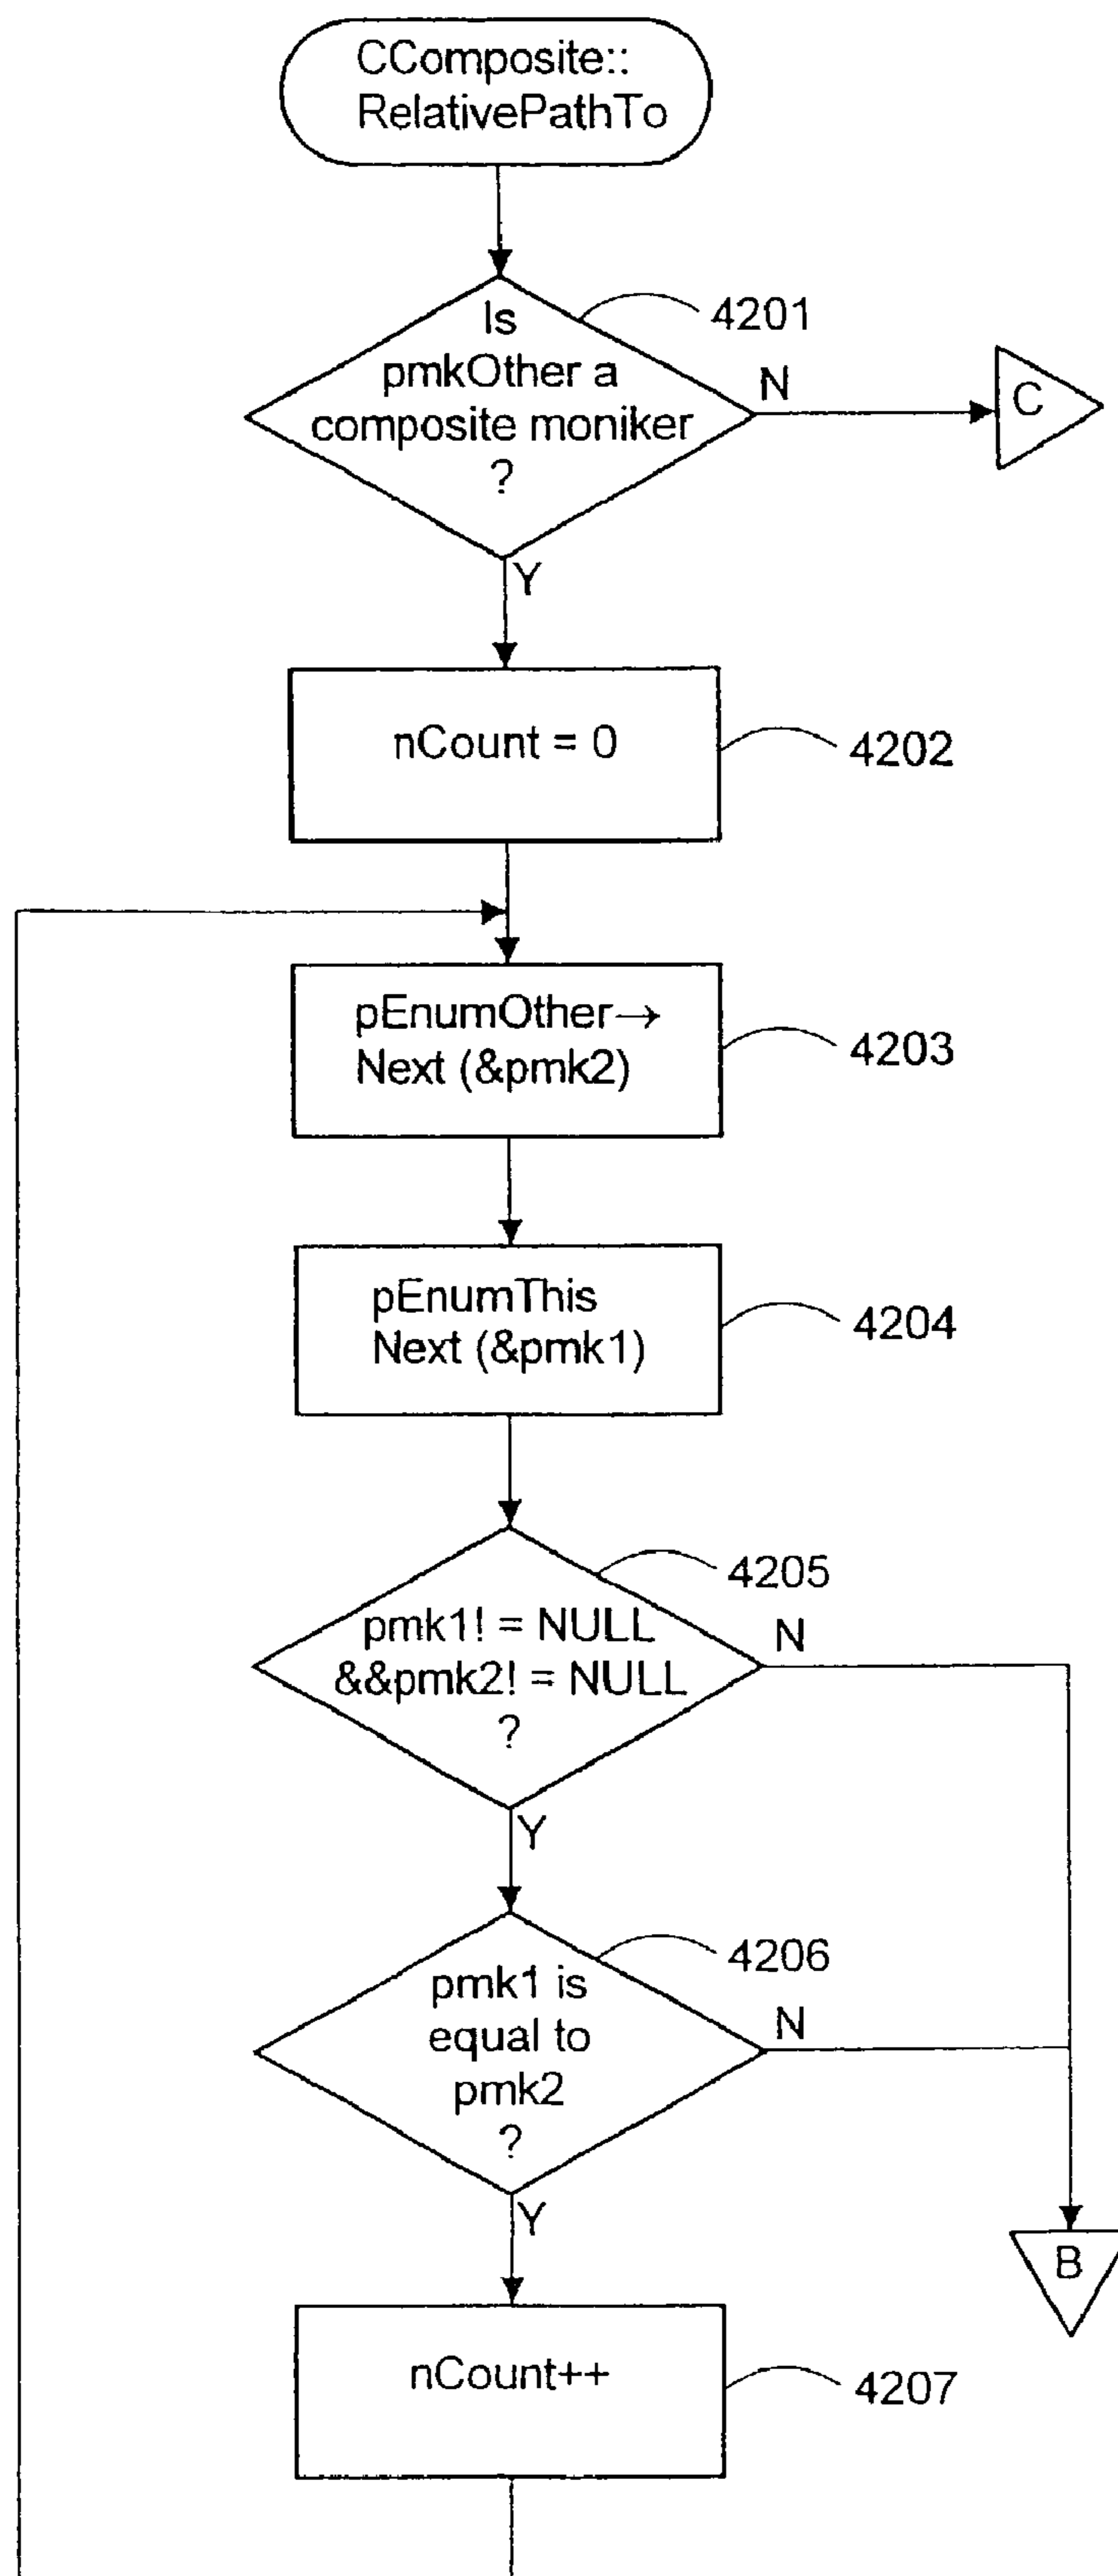 CComposite::
RelativePathTo
Is
pmkOther a
composite moniker
?
4201
N
C
Y
nCount = 0
4202
pEnumOther→
Next (&pmk2)
4203
pEnumThis
Next (&pmk1)
4204
pmk1! = NULL
&&pmk2! = NULL
?
4205
N
Y
pmk1 is
equal to
pmk2
?
4206
N
Y
B
nCount++
4207